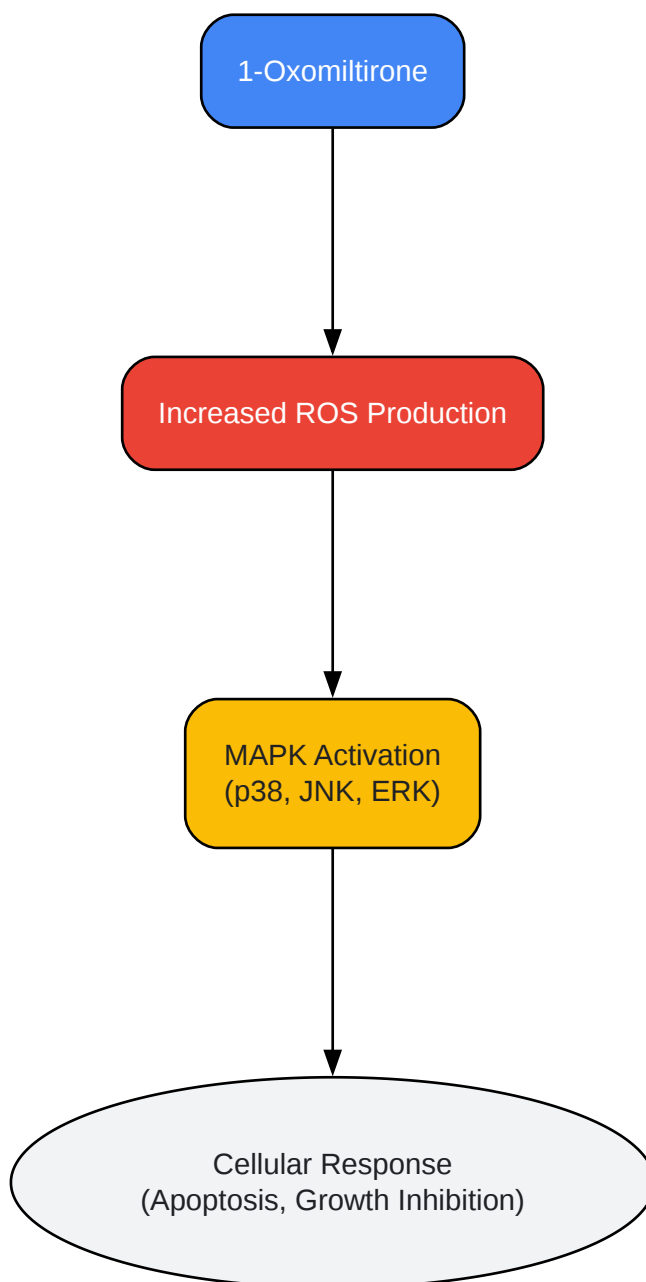 1-Oxomiltirone
Increased ROS Production
MAPK Activation
(p38, JNK, ERK)
Cellular Response
(Apoptosis, Growth Inhibition)